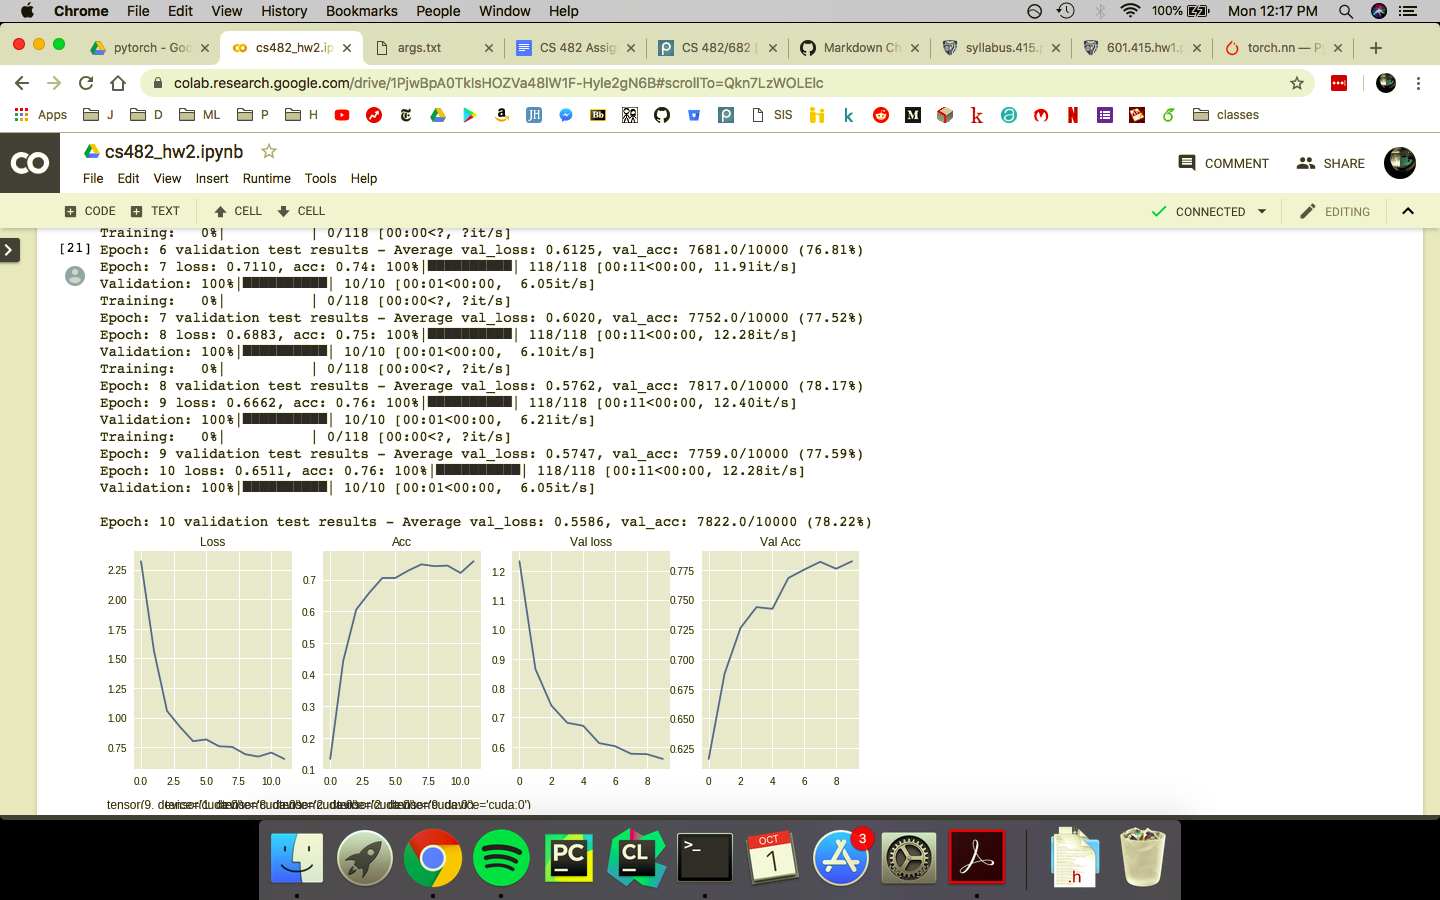 Chrome File Edit View History Bookmarks People Window Help 100% Mon 12:17 PM
pytorch - Goo cs482_hw2.ip args.txt CS 482 Assig CS 482/682 | Markdown Ch syllabus.415.p 601.415.hw1.p torch.nn — Py
colab.research.google.com/drive/1PjwBpA0TkIsHOZVa48lW1F-Hyle2gN6B#scrollTo=Qkn7LzWOLElc
Apps J D ML P H SIS classes
CO cs482_hw2.ipynb COMMENT SHARE
File Edit View Insert Runtime Tools Help
CODE TEXT CELL CELL CONNECTED EDITING
Training: 0%| | 0/118 [00:00<?, ?it/s]
[21] Epoch: 6 validation test results - Average val_loss: 0.6125, val_acc: 7681.0/10000 (76.81%)
Epoch: 7 loss: 0.7110, acc: 0.74: 100%|██████████| 118/118 [00:11<00:00, 11.91it/s]
Validation: 100%|██████████| 10/10 [00:01<00:00, 6.05it/s]
Training: 0%| | 0/118 [00:00<?, ?it/s]
Epoch: 7 validation test results - Average val_loss: 0.6020, val_acc: 7752.0/10000 (77.52%)
Epoch: 8 loss: 0.6883, acc: 0.75: 100%|██████████| 118/118 [00:11<00:00, 12.28it/s]
Validation: 100%|██████████| 10/10 [00:01<00:00, 6.10it/s]
Training: 0%| | 0/118 [00:00<?, ?it/s]
Epoch: 8 validation test results - Average val_loss: 0.5762, val_acc: 7817.0/10000 (78.17%)
Epoch: 9 loss: 0.6662, acc: 0.76: 100%|██████████| 118/118 [00:11<00:00, 12.40it/s]
Validation: 100%|██████████| 10/10 [00:01<00:00, 6.21it/s]
Training: 0%| | 0/118 [00:00<?, ?it/s]
Epoch: 9 validation test results - Average val_loss: 0.5747, val_acc: 7759.0/10000 (77.59%)
Epoch: 10 loss: 0.6511, acc: 0.76: 100%|██████████| 118/118 [00:11<00:00, 12.28it/s]
Validation: 100%|██████████| 10/10 [00:01<00:00, 6.05it/s]
Epoch: 10 validation test results - Average val_loss: 0.5586, val_acc: 7822.0/10000 (78.22%)
Loss Acc Val loss Val Acc
2.25
2.00
1.75
1.50
1.25
1.00
0.75
0.0 2.5 5.0 7.5 10.0
0.7
0.6
0.5
0.4
0.3
0.2
0.1
0.0 2.5 5.0 7.5 10.0
1.2
1.1
1.0
0.9
0.8
0.7
0.6
0 2 4 6 8
0.775
0.750
0.725
0.700
0.675
0.650
0.625
0 2 4 6 8
tensor(9. device='cuda:0')
PC CL >_ OCT 1 3 .h